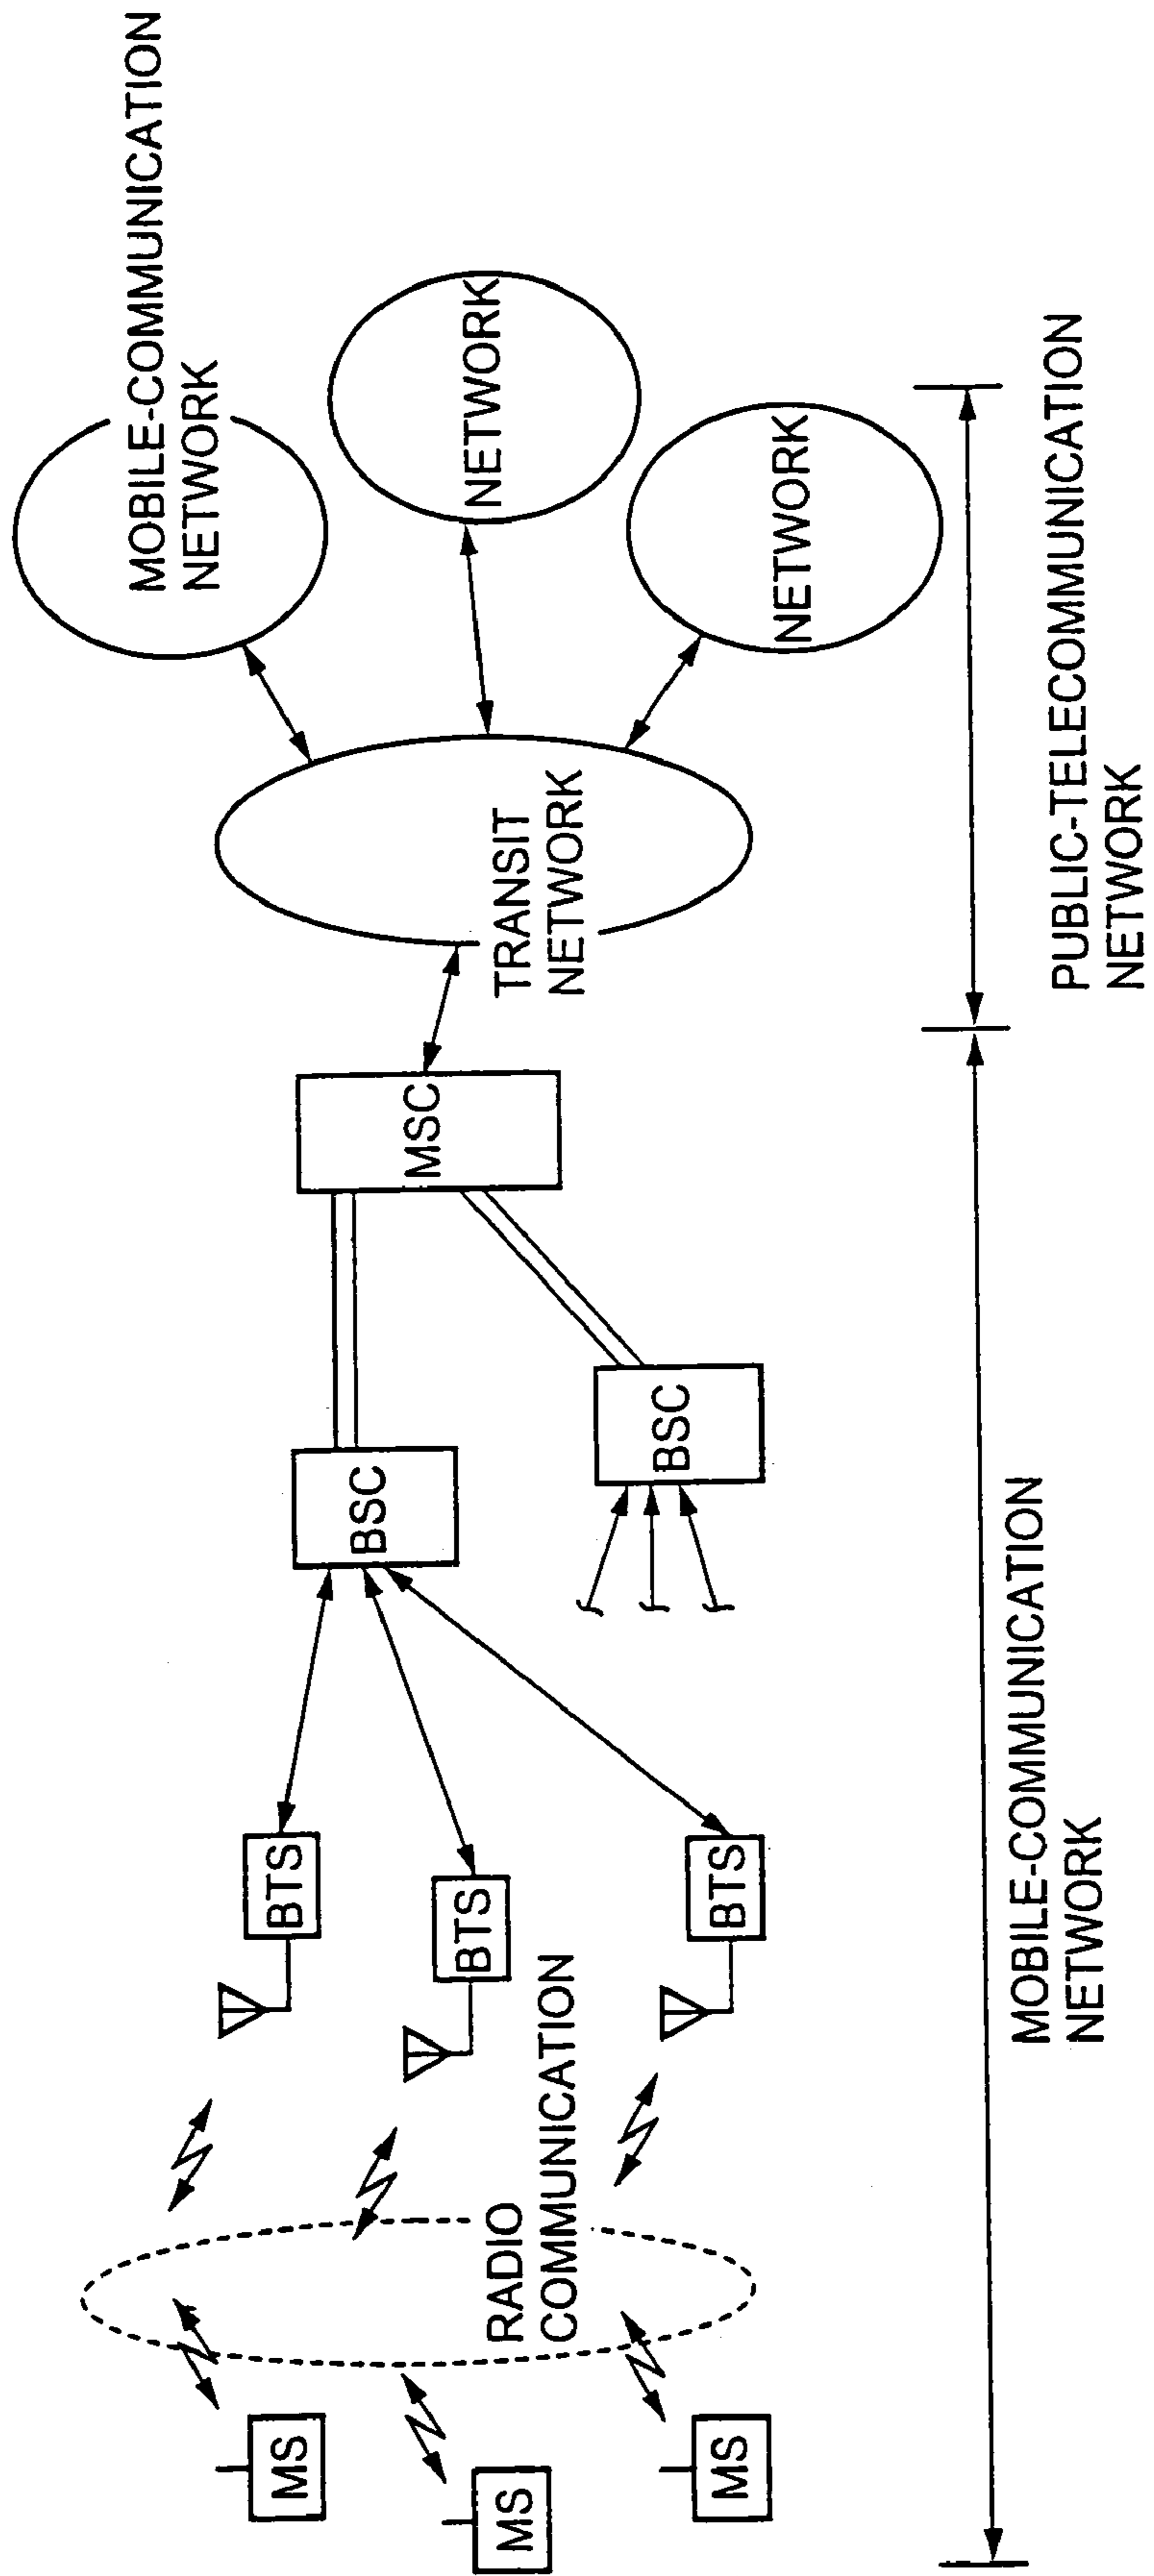 MS
MS
MS
RADIO
COMMUNICATION
BTS
BTS
BTS
BSC
BSC
MSC
TRANSIT
NETWORK
MOBILE-COMMUNICATION
NETWORK
NETWORK
NETWORK
MOBILE-COMMUNICATION
NETWORK
PUBLIC-TELECOMMUNICATION
NETWORK